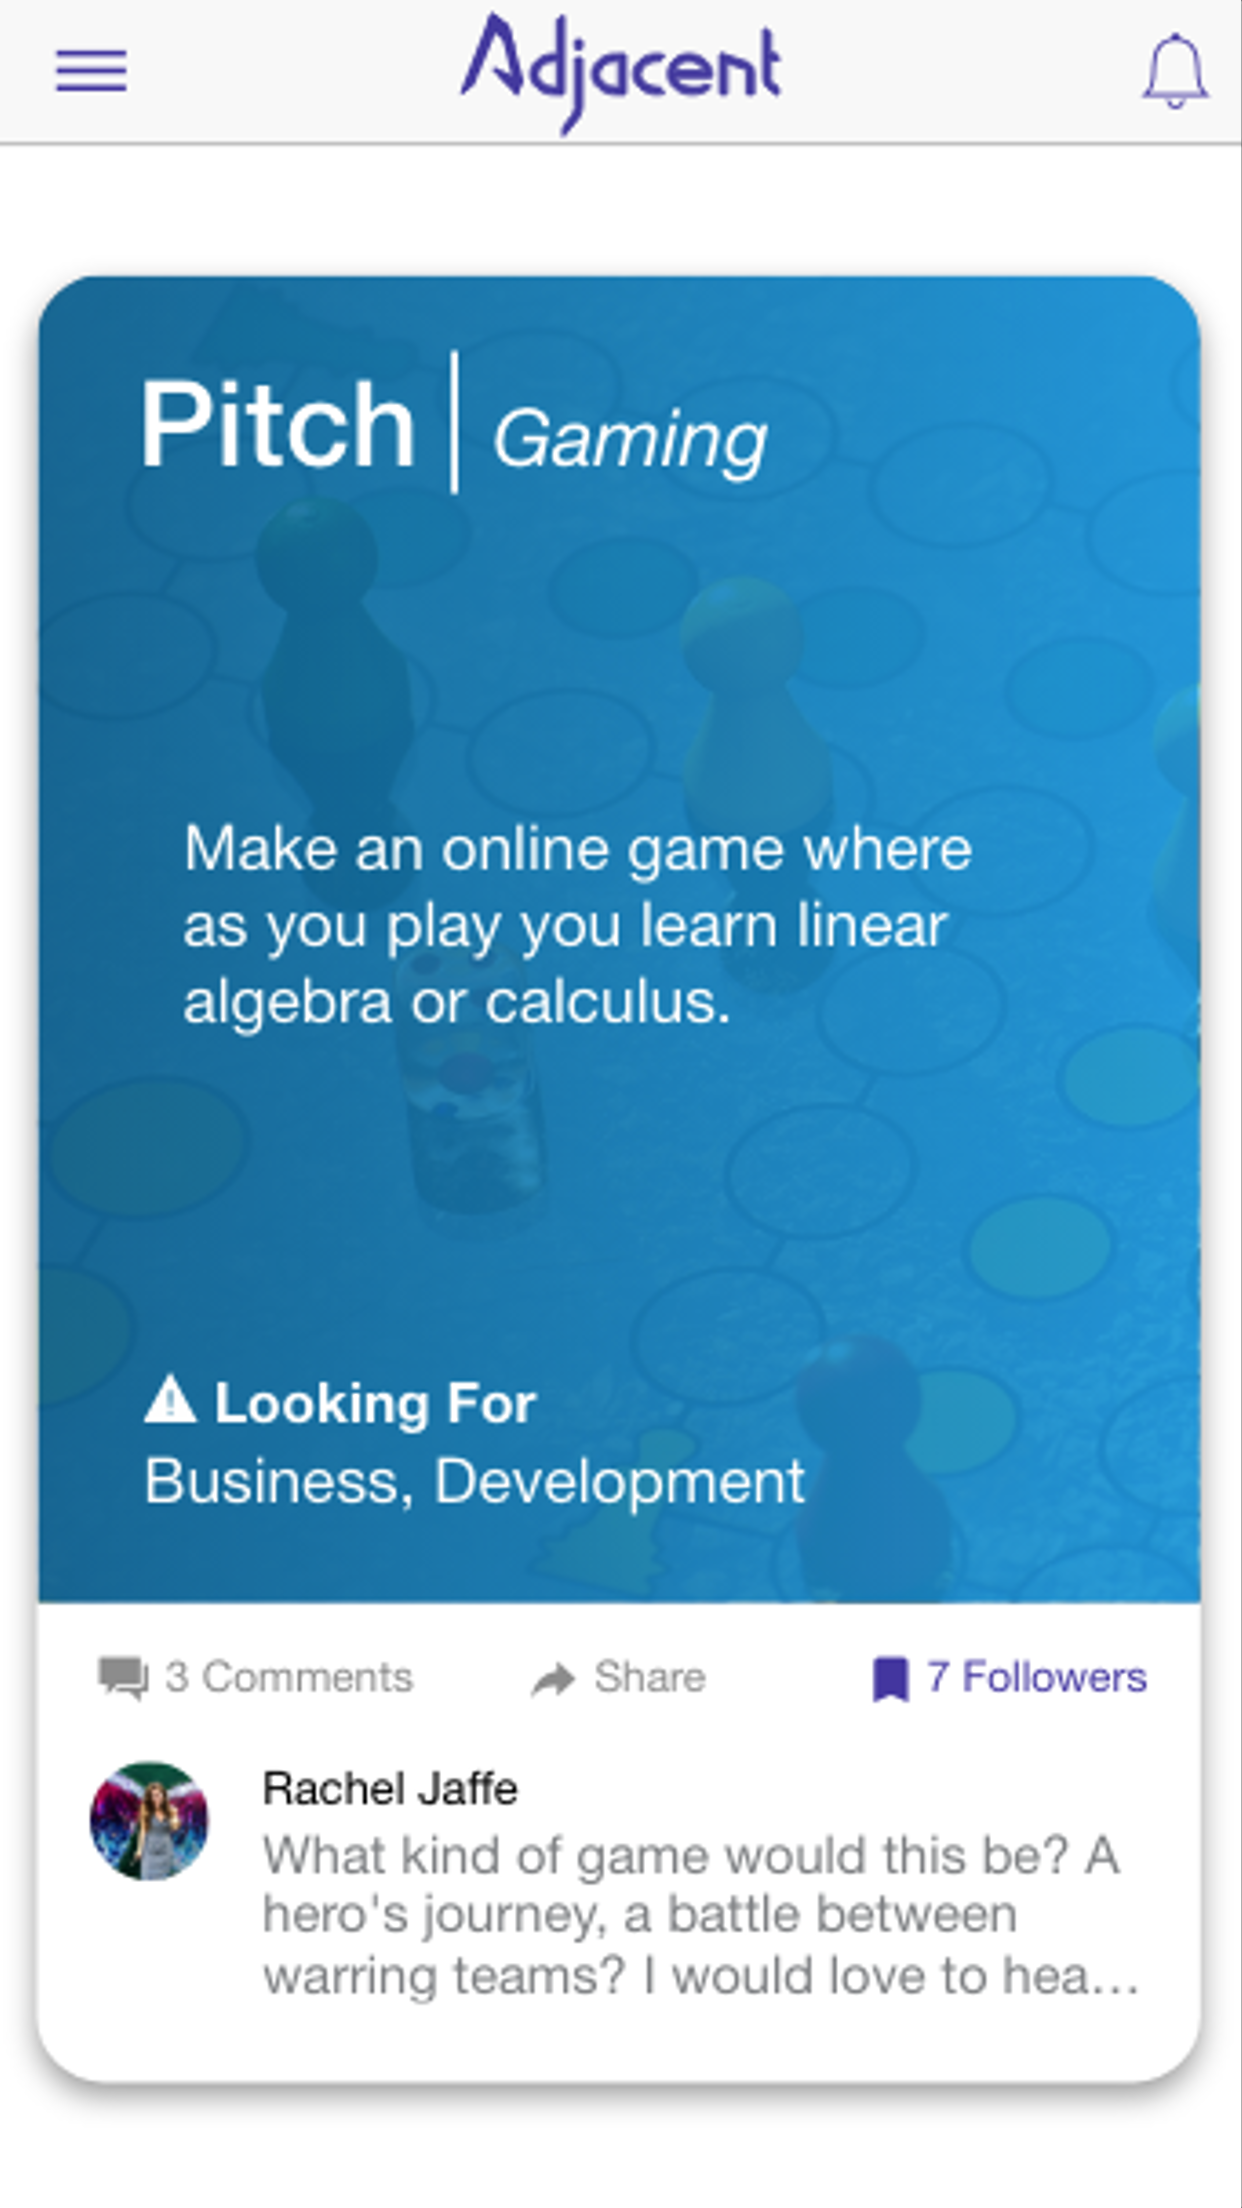 Adjacent
Pitch | Gaming
Make an online game where
as you play you learn linear
algebra or calculus.
Looking For
Business, Development
3 Comments Share 7 Followers
Rachel Jaffe
What kind of game would this be? A
hero's journey, a battle between
warring teams? I would love to hea...